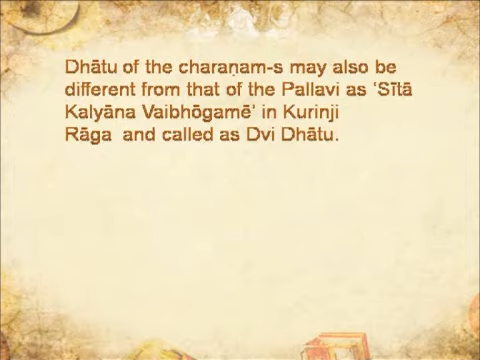 Dhātu of the charaṇam-s may also be
different from that of the Pallavi as 'Sītā
Kalyāna Vaibhōgamē' in Kurinji
Rāga  and called as Dvi Dhātu.